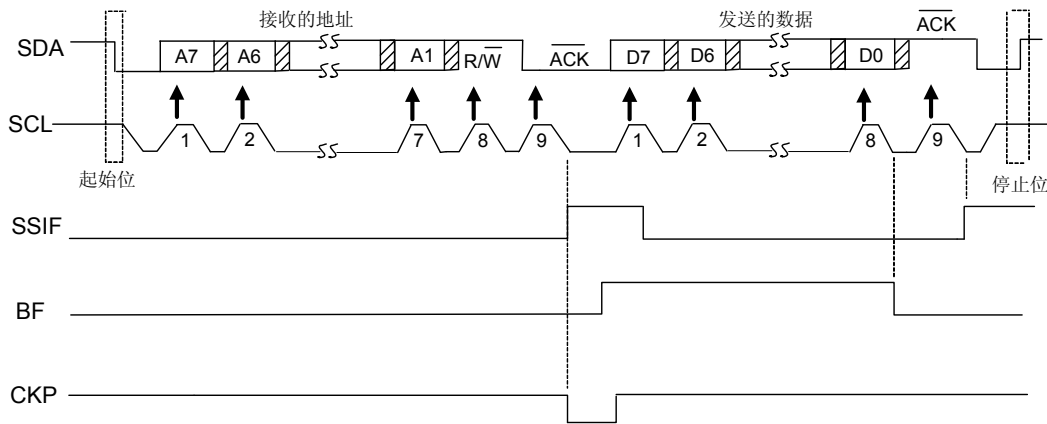 接收的地址
发送的数据
ACK
SDA
A7
A6
A1
R/W
ACK
D7
D6
D0
SCL
1
2
7
8
9
1
2
8
9
起始位
停止位
SSIF
BF
CKP